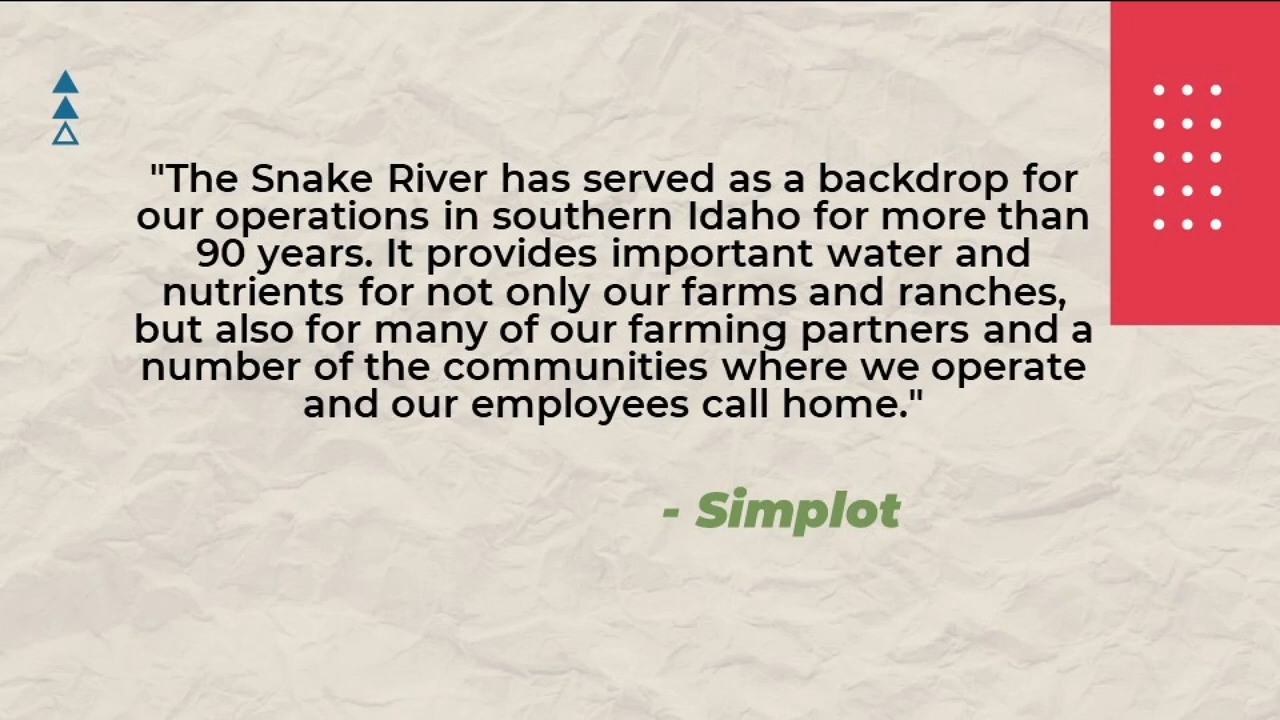 "The Snake River has served as a backdrop for
our operations in southern Idaho for more than
90 years. It provides important water and
nutrients for not only our farms and ranches,
but also for many of our farming partners and a
number of the communities where we operate
and our employees call home."
- Simplot